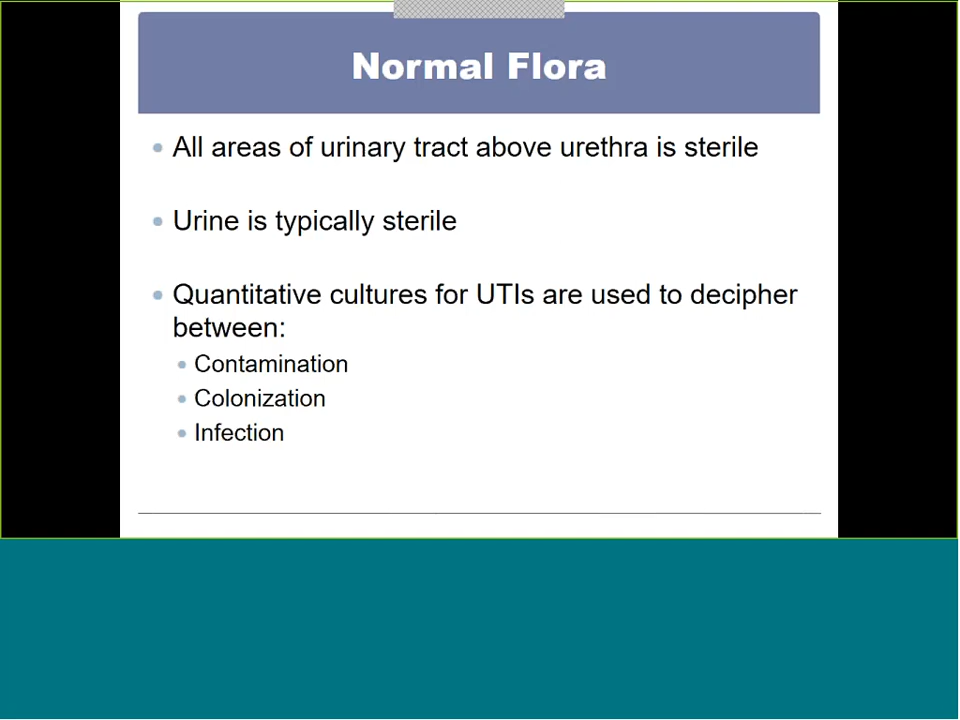 Normal Flora
All areas of urinary tract above urethra is sterile
Urine is typically sterile
Quantitative cultures for UTIs are used to decipher
between:
Contamination
Colonization
Infection